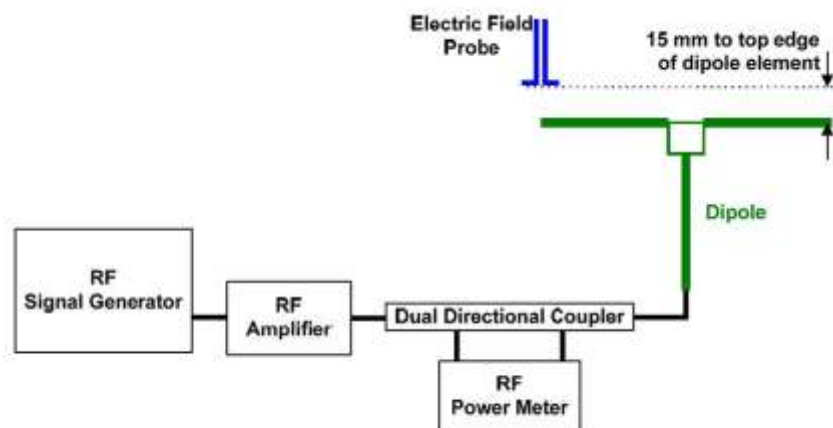 Electric Field
Probe
15 mm to top edge
of dipole element
Dipole
RF
Signal Generator
RF
Amplifier
Dual Directional Coupler
RF
Power Meter